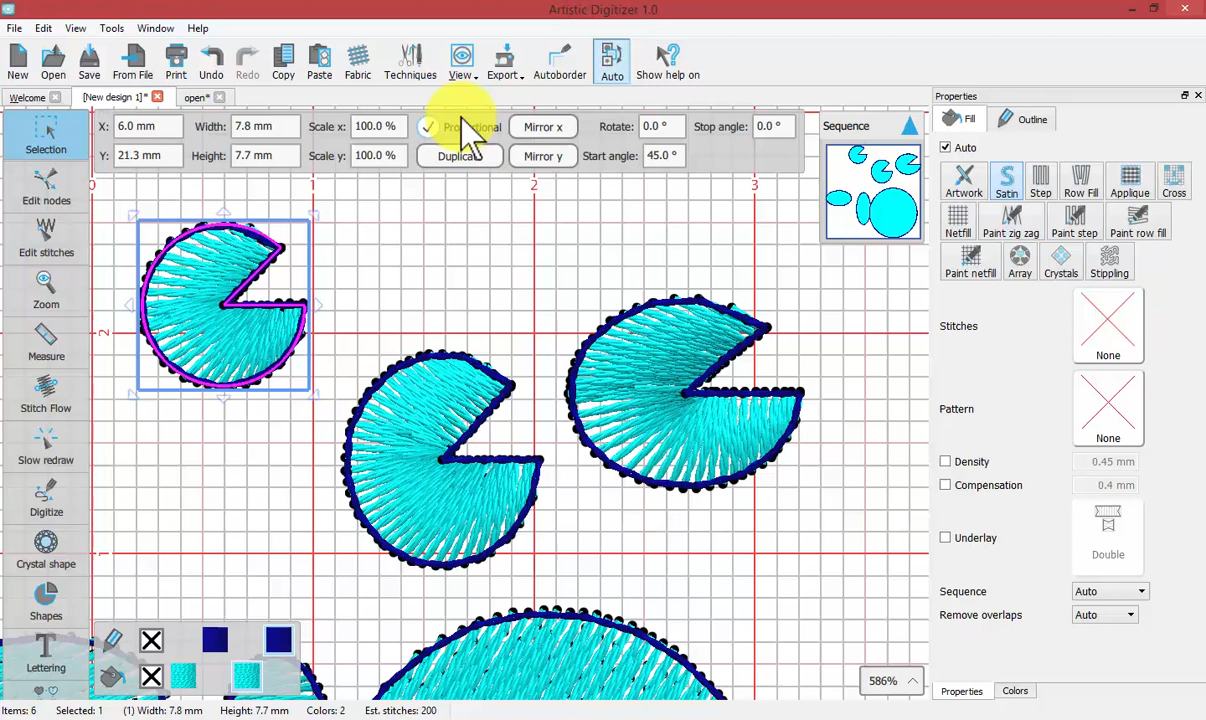 Artistic Digitizer 1.0
File Edit View Tools Window Help
New Open Save From File Print Undo Redo Copy Paste Fabric Techniques View Export Autoborder Auto Show help on
Welcome [New design 1]* open*
Properties
X: 6.0 mm Width: 7.8 mm Scale x: 100.0 % Mirror x Rotate: 0.0 ° Stop angle: 0.0 °
Y: 21.3 mm Height: 7.7 mm Scale y: 100.0 % Mirror y Start angle: 45.0 °
Sequence
Fill Outline
Auto
Artwork Satin Step Row Fill Applique Cross
Netfill Paint zig zag Paint step Paint row fill
Paint netfill Array Crystals Stippling
Stitches None
Pattern None
Density 0.45 mm
Compensation 0.4 mm
Underlay Double
Sequence Auto
Remove overlaps Auto
Properties Colors
Selection
Edit nodes
Edit stitches
Zoom
Measure
Stitch Flow
Slow redraw
Digitize
Crystal shape
Shapes
Lettering
0 1 2 3
2
1
586%
Items: 6 Selected: 1 (1) Width: 7.8 mm Height: 7.7 mm Colors: 2 Est. stitches: 200